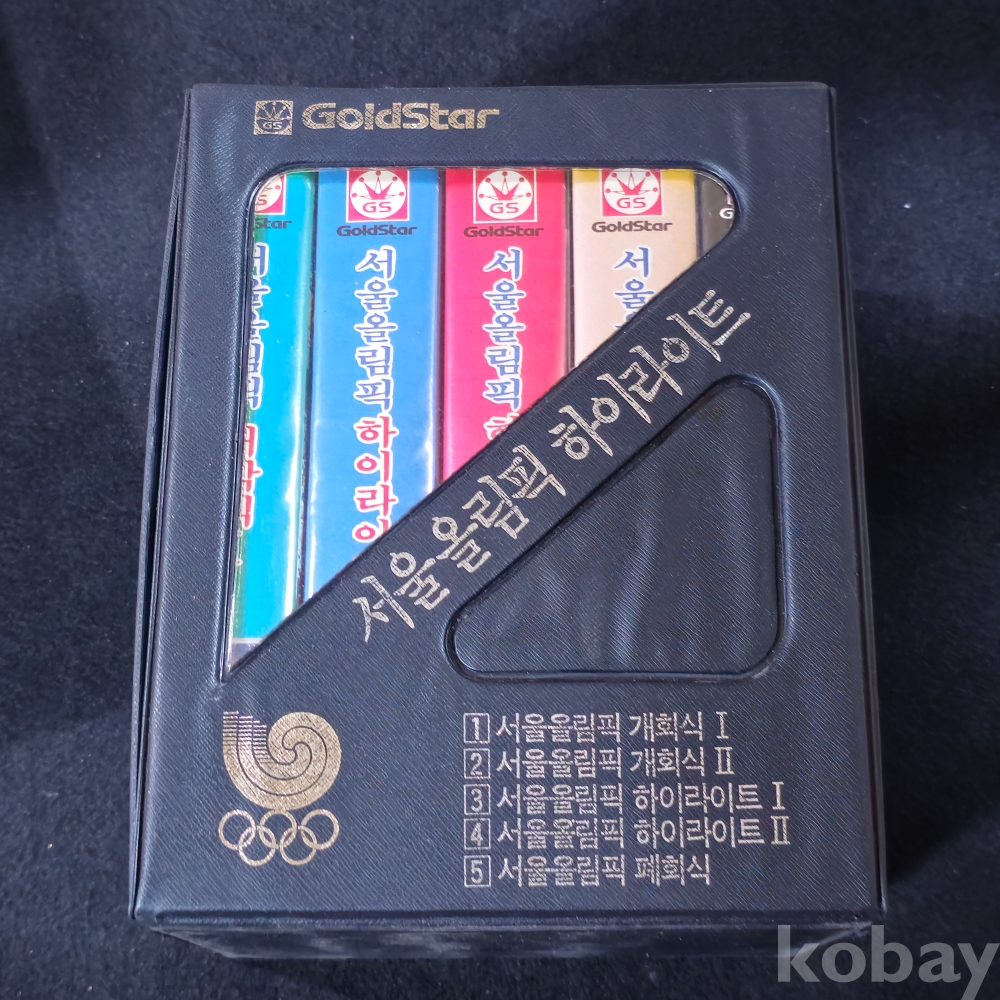 GS GoldStar
GS
Star
GS
GoldStar
서울올림픽 하이라이
GS
GoldStar
서울올림픽
GS
GoldStar
서울
G
서울올림픽 하이라이트
1 서울올림픽 개회식 Ⅰ
2 서울올림픽 개회식 Ⅱ
3 서울올림픽 하이라이트 Ⅰ
4 서울올림픽 하이라이트 Ⅱ
5 서울올림픽 폐회식
kobay